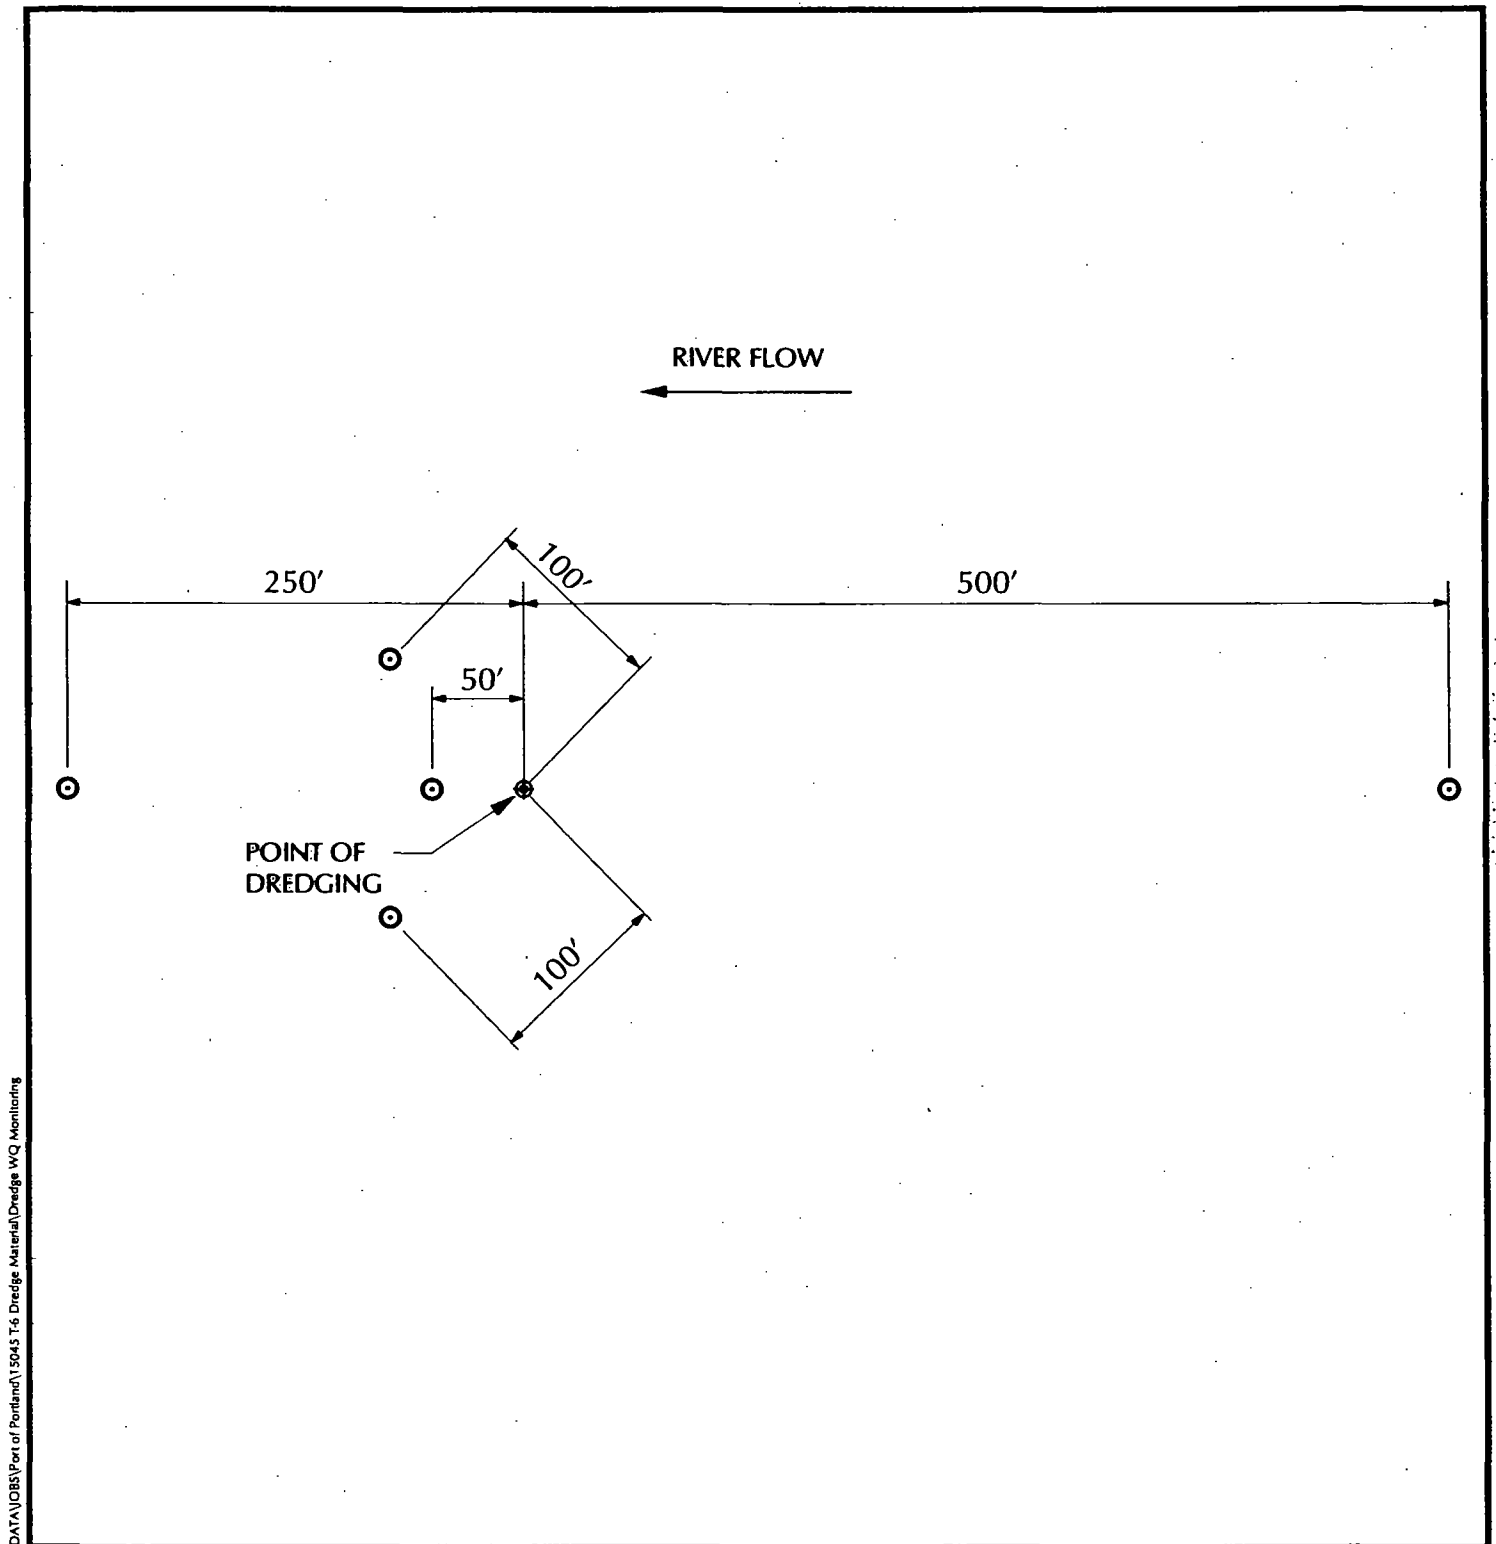 RIVER FLOW
100'
250'
500'
50'
POINT OF
DREDGING
100'
DATA\JOBS\Port of Portland\15045 T-6 Dredge Material\Dredge WQ Monitoring